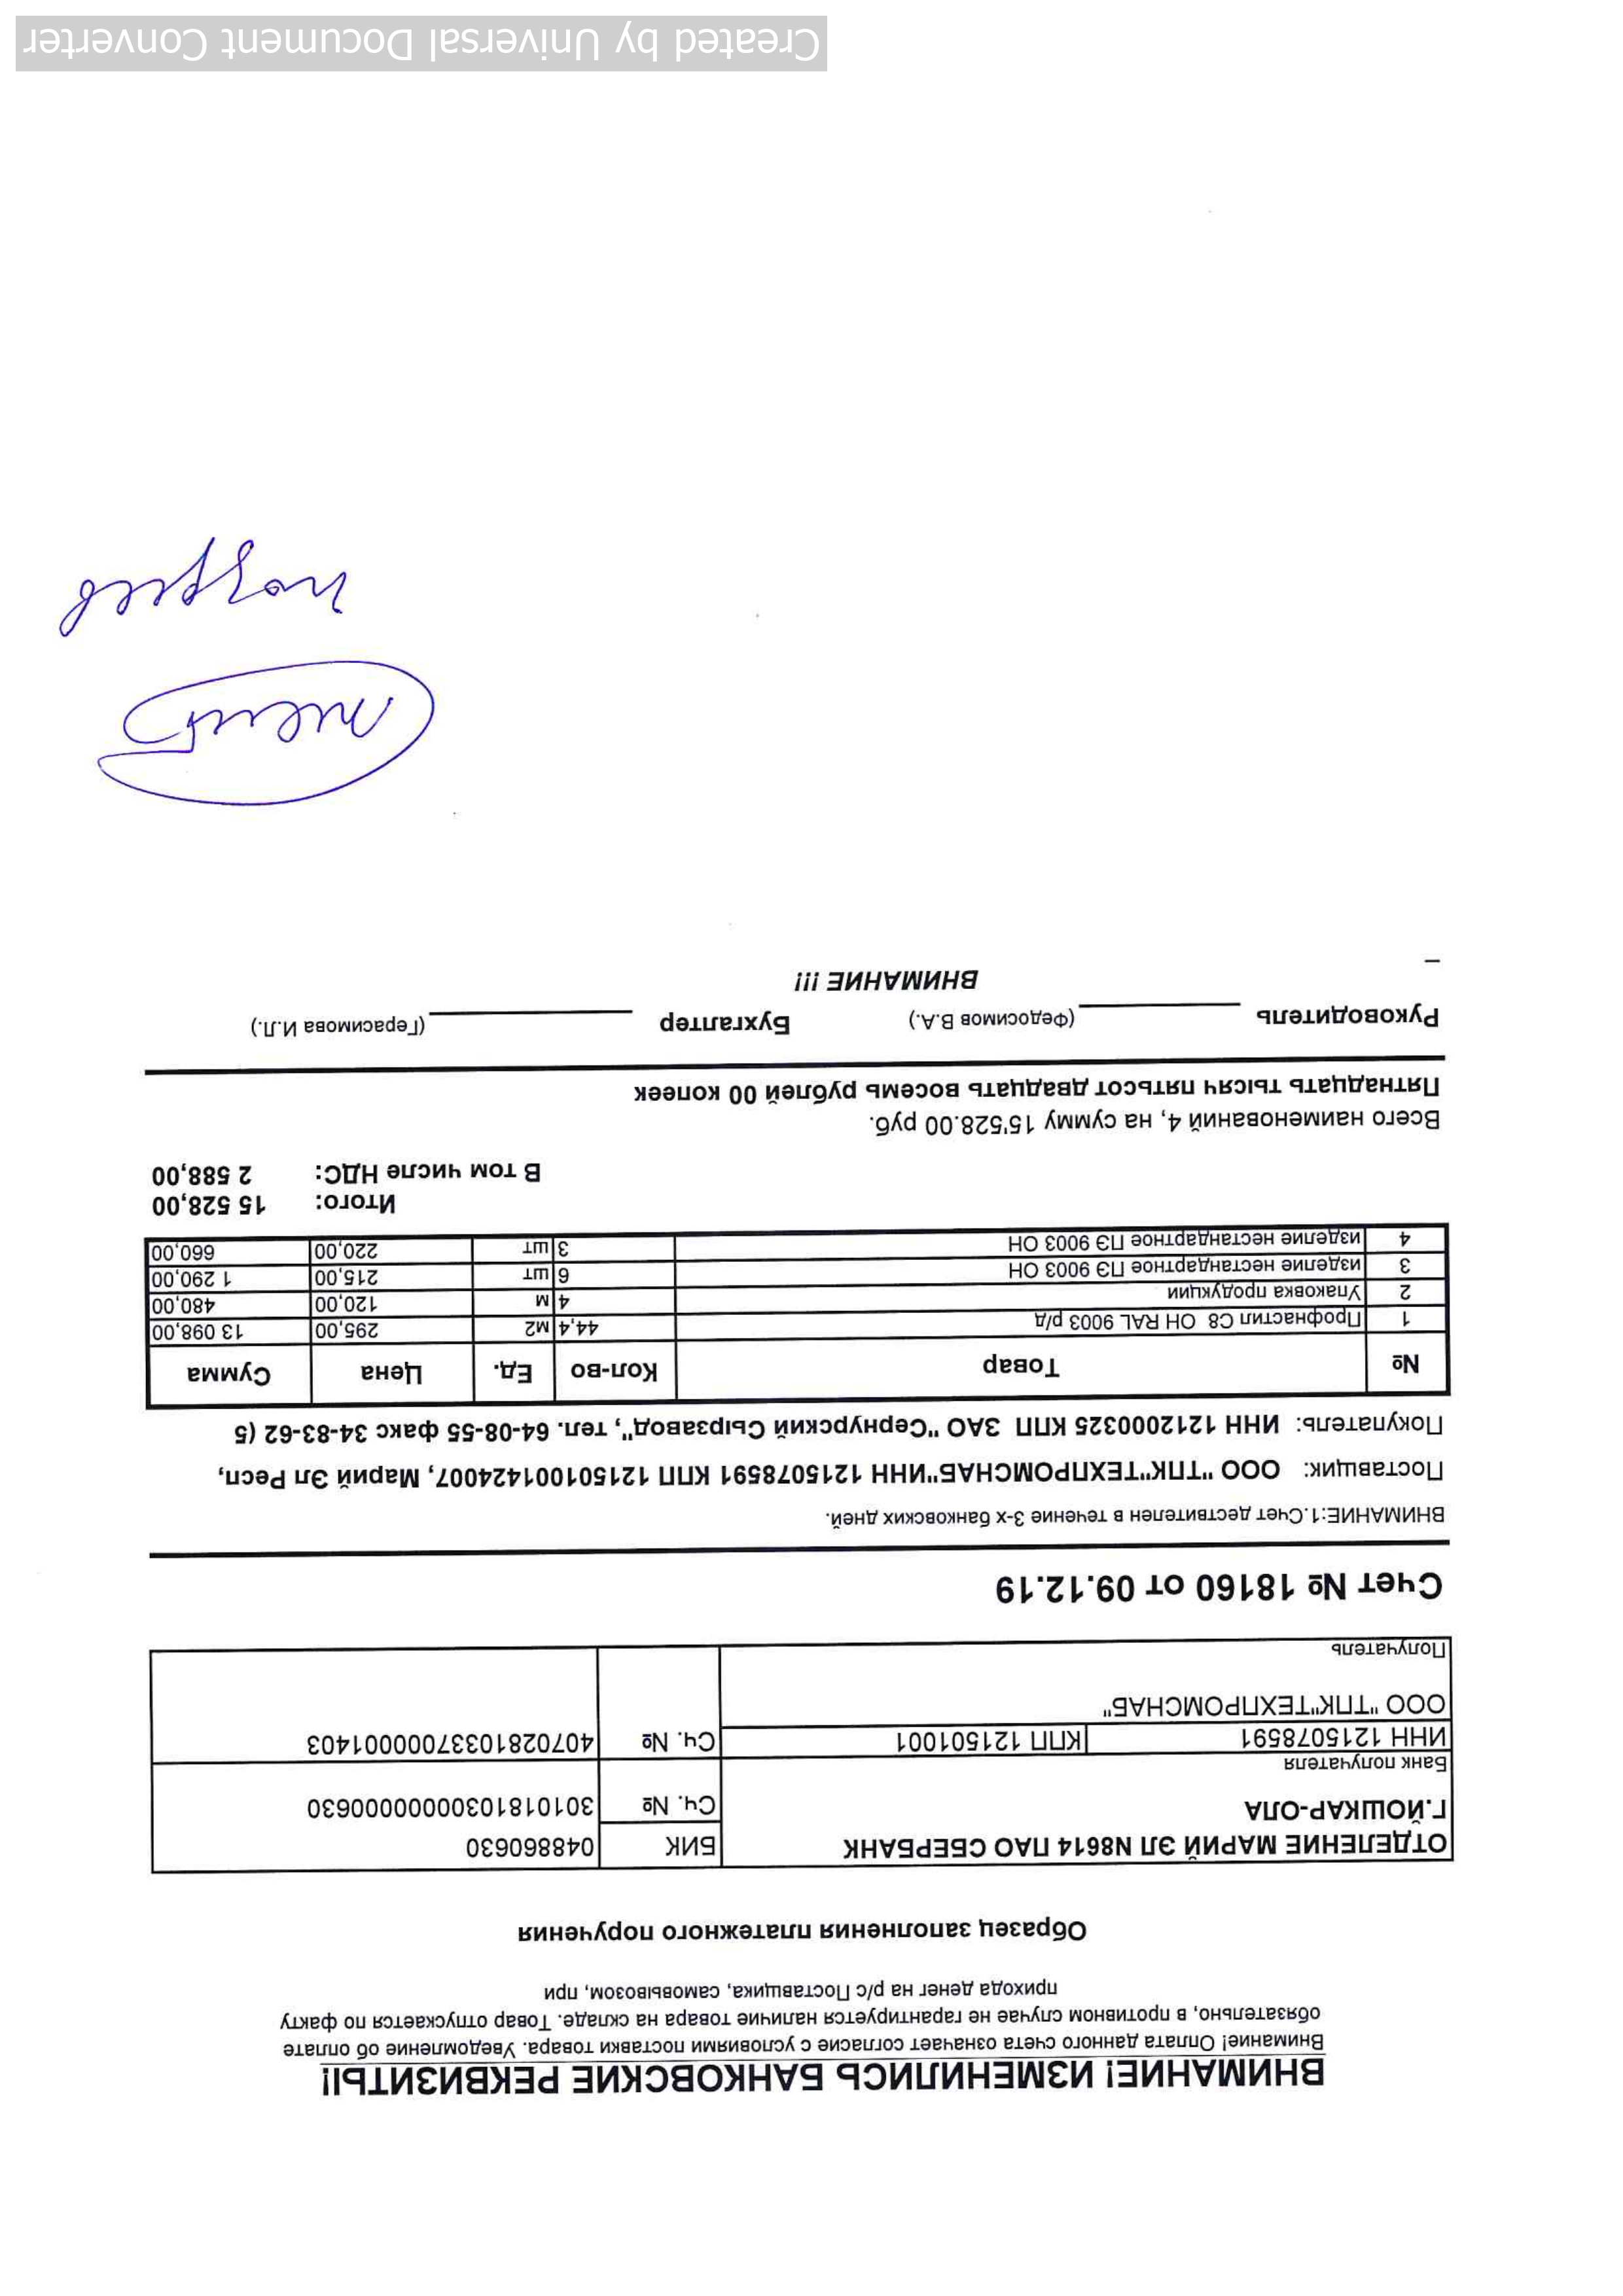 ВНИМАНИЕ! ИЗМЕНИЛИСЬ БАНКОВСКИЕ РЕКВИЗИТЫ!
Внимание! Оплата данного счета означает согласие с условиями поставки товара. Уведомление об оплате
обязательно, в противном случае не гарантируется наличие товара на складе. Товар отпускается по факту
прихода денег на р/с Поставщика, самовывозом, при
Образец заполнения платежного поручения
ОТДЕЛЕНИЕ МАРИЙ ЭЛ N8614 ПАО СБЕРБАНК БИК 048860630
Г.ЙОШКАР-ОЛА Сч. № 30101810300000000630
Банк получателя
ИНН 1215078591 КПП 121501001 Сч. № 40702810337000001403
ООО "ТПК"ТЕХПРОМСНАБ"
Получатель
Счет № 18160 от 09.12.19
ВНИМАНИЕ:1.Счет дествителен в течение 3-х банковских дней.
Поставщик: ООО "ТПК"ТЕХПРОМСНАБ"ИНН 1215078591 КПП 121501001424007, Марий Эл Респ,
Покупатель: ИНН 1212000325 КПП ЗАО "Сернурский Сырзавод", тел. 64-08-55 факс 34-83-62 (5
№ Товар Кол-во Ед. Цена Сумма
1 Профнастил С8 ОН RAL 9003 р/д 44,4 м2 295,00 13 098,00
2 Упаковка продукции 4 м 120,00 480,00
3 изделие нестандартное ПЭ 9003 ОН 6 шт 215,00 1 290,00
4 изделие нестандартное ПЭ 9003 ОН 3 шт 220,00 660,00
Итого: 15 528,00
В том числе НДС: 2 588,00
Всего наименований 4, на сумму 15'528.00 руб.
Пятнадцать тысяч пятьсот двадцать восемь рублей 00 копеек
Руководитель (Федосимов В.А.) Бухгалтер (Герасимова И.Л.)
ВНИМАНИЕ !!!
Created by Universal Document Converter